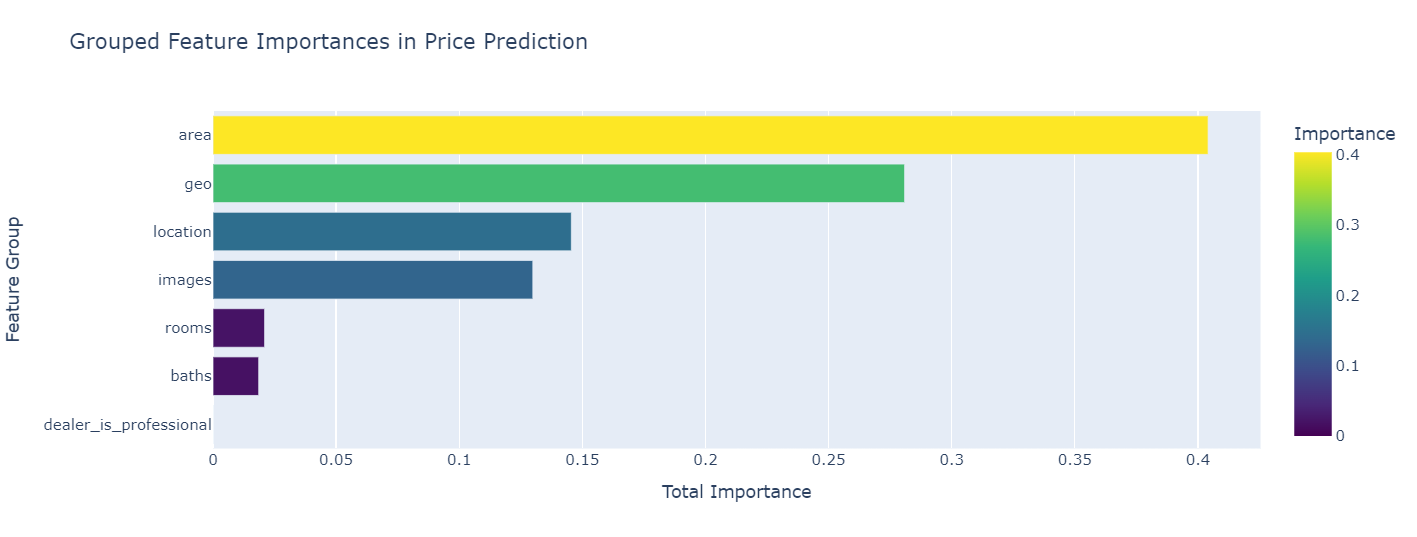 Grouped Feature Importances in Price Prediction
Feature Group
area
geo
location
images
rooms
baths
dealer_is_professional
0 0.05 0.1 0.15 0.2 0.25 0.3 0.35 0.4
Total Importance
Importance
0.4
0.3
0.2
0.1
0